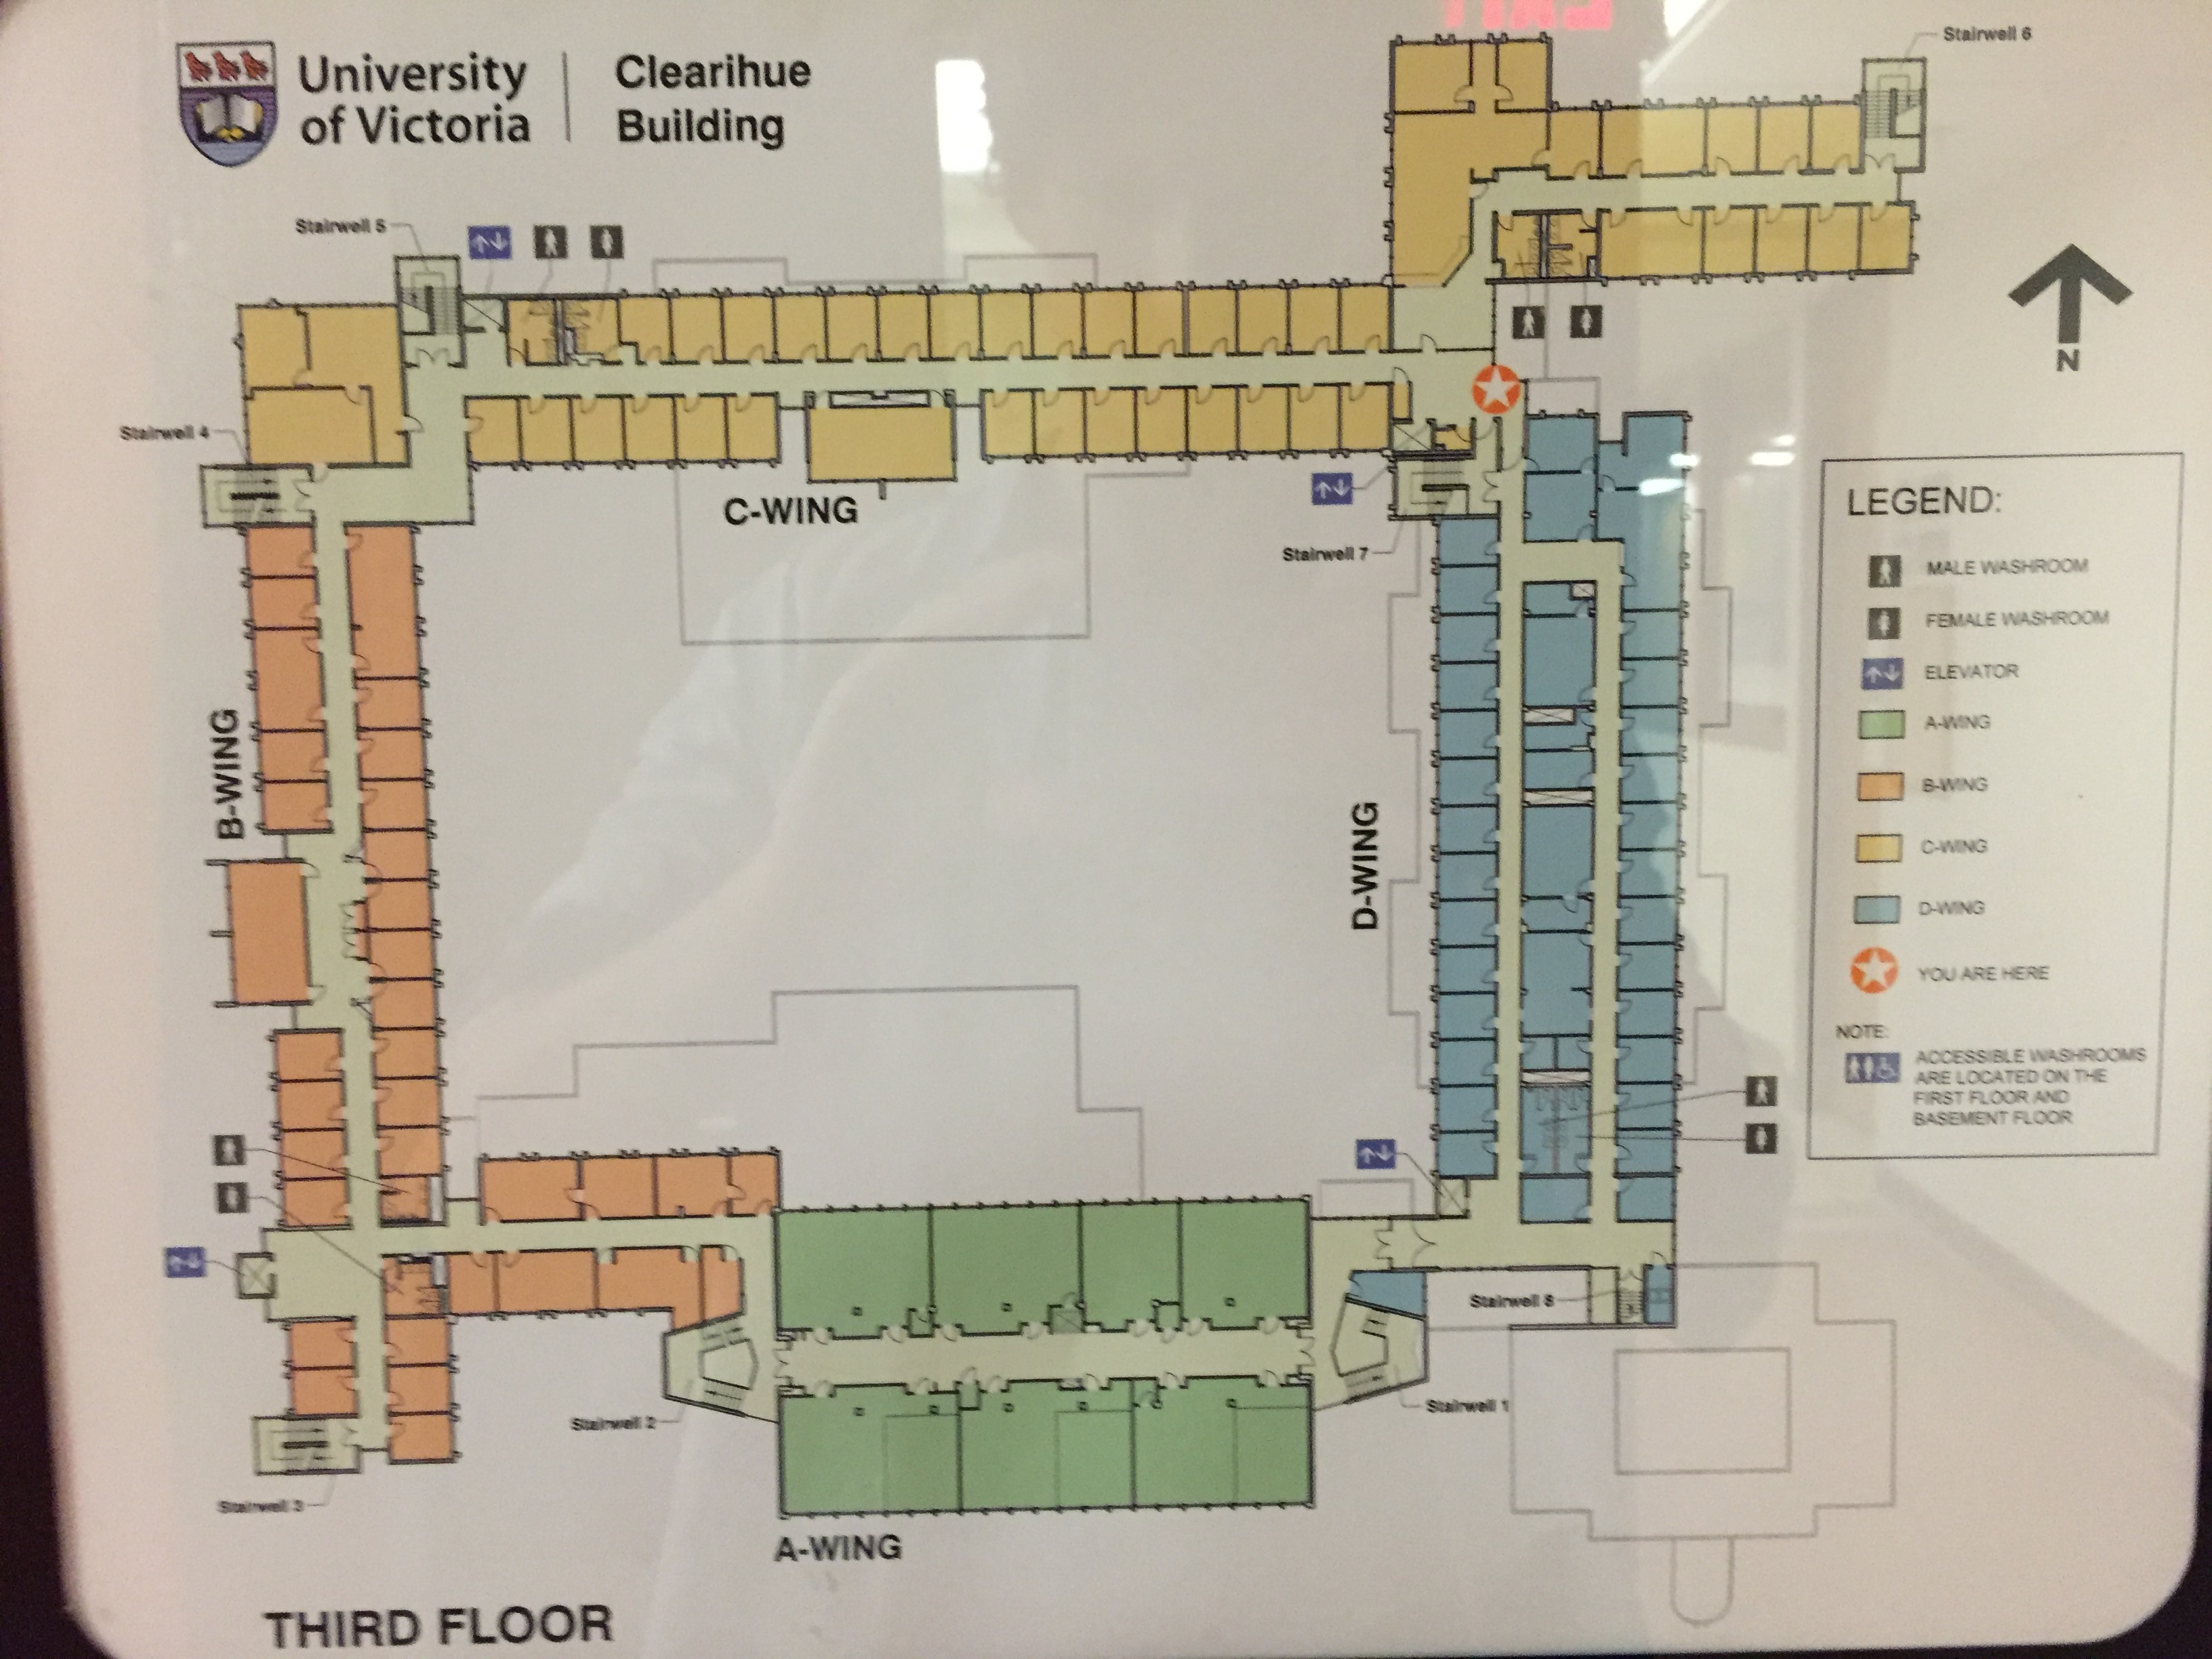 University
of Victoria
Clearihue
Building
Stairwell 6
Stairwell 5
Stairwell 4
N
C-WING
Stairwell 7
B-WING
D-WING
LEGEND:
MALE WASHROOM
FEMALE WASHROOM
ELEVATOR
A-WING
B-WING
C-WING
D-WING
YOU ARE HERE
NOTE:
ACCESSIBLE WASHROOMS
ARE LOCATED ON THE
FIRST FLOOR AND
BASEMENT FLOOR
Stairwell 8
Stairwell 1
Stairwell 2
Stairwell 3
A-WING
THIRD FLOOR